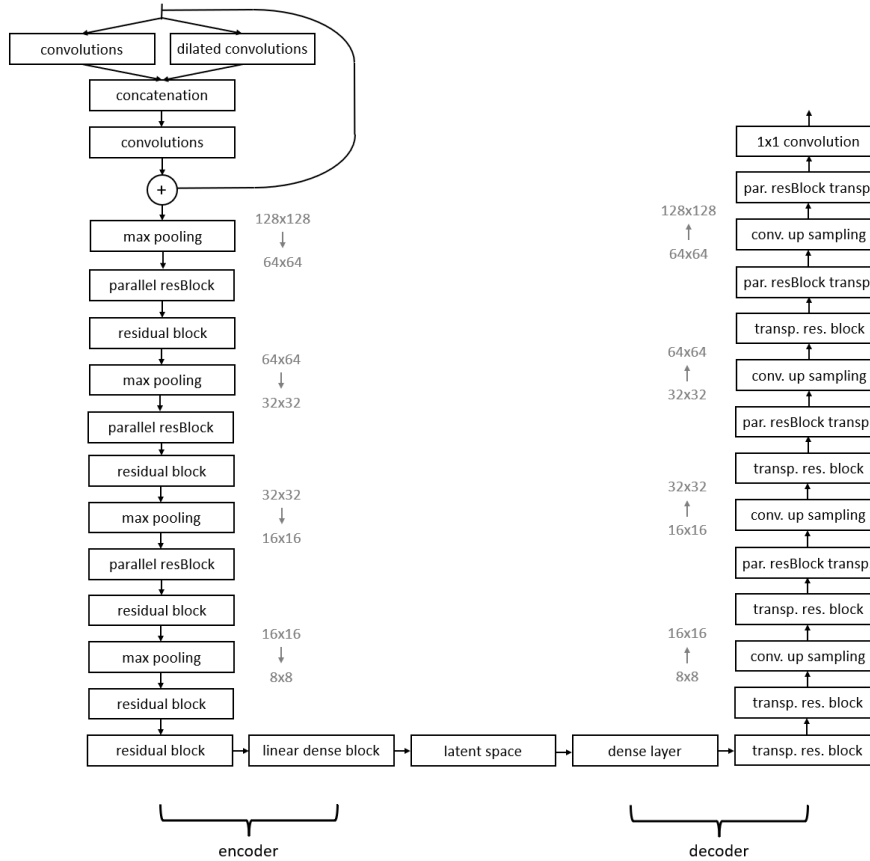 convolutions
dilated convolutions
concatenation
convolutions
+
max pooling
128x128
64x64
parallel resBlock
residual block
max pooling
64x64
32x32
parallel resBlock
residual block
max pooling
32x32
16x16
parallel resBlock
residual block
max pooling
16x16
8x8
residual block
residual block
linear dense block
latent space
dense layer
transp. res. block
transp. res. block
conv. up sampling
16x16
8x8
transp. res. block
par. resBlock transp.
conv. up sampling
32x32
16x16
transp. res. block
par. resBlock transp.
conv. up sampling
64x64
32x32
transp. res. block
par. resBlock transp.
conv. up sampling
128x128
64x64
par. resBlock transp.
1x1 convolution
encoder
decoder